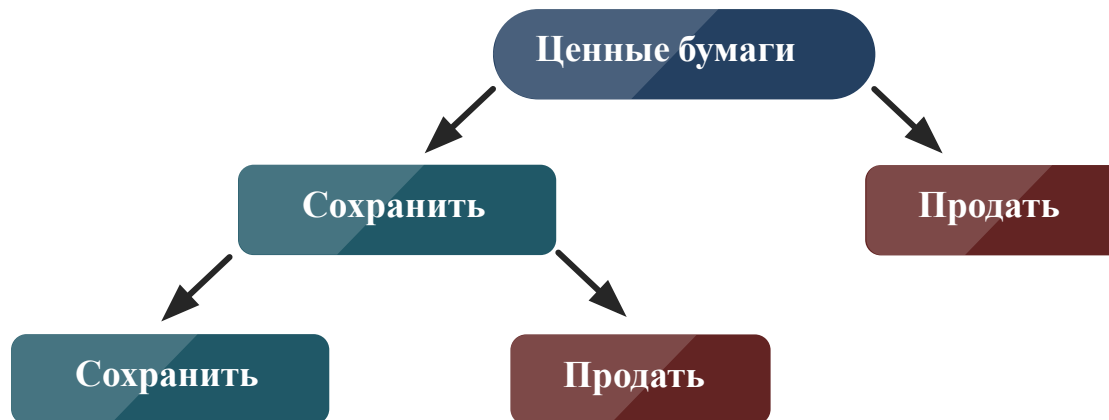 Ценные бумаги
Сохранить
Продать
Сохранить
Продать